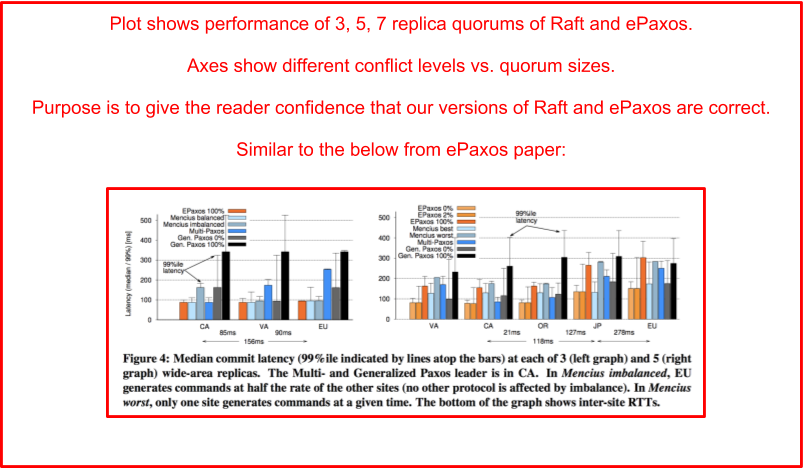 Plot shows performance of 3, 5, 7 replica quorums of Raft and ePaxos.
Axes show different conflict levels vs. quorum sizes.
Purpose is to give the reader confidence that our versions of Raft and ePaxos are correct.
Similar to the below from ePaxos paper:
Latency (median / 99%) [ms]
500
400
300
200
100
0
EPaxos 100%
Mencius balanced
Mencius imbalanced
Multi-Paxos
Gen. Paxos 0%
Gen. Paxos 100%
99%ile
latency
CA
VA
EU
85ms
90ms
156ms
500
400
300
200
100
0
EPaxos 0%
EPaxos 2%
EPaxos 100%
Mencius best
Mencius worst
Multi-Paxos
Gen. Paxos 0%
Gen. Paxos 100%
99%ile
latency
VA
CA
OR
JP
EU
21ms
127ms
278ms
118ms
Figure 4: Median commit latency (99%ile indicated by lines atop the bars) at each of 3 (left graph) and 5 (right
graph) wide-area replicas. The Multi- and Generalized Paxos leader is in CA. In Mencius imbalanced, EU
generates commands at half the rate of the other sites (no other protocol is affected by imbalance). In Mencius
worst, only one site generates commands at a given time. The bottom of the graph shows inter-site RTTs.